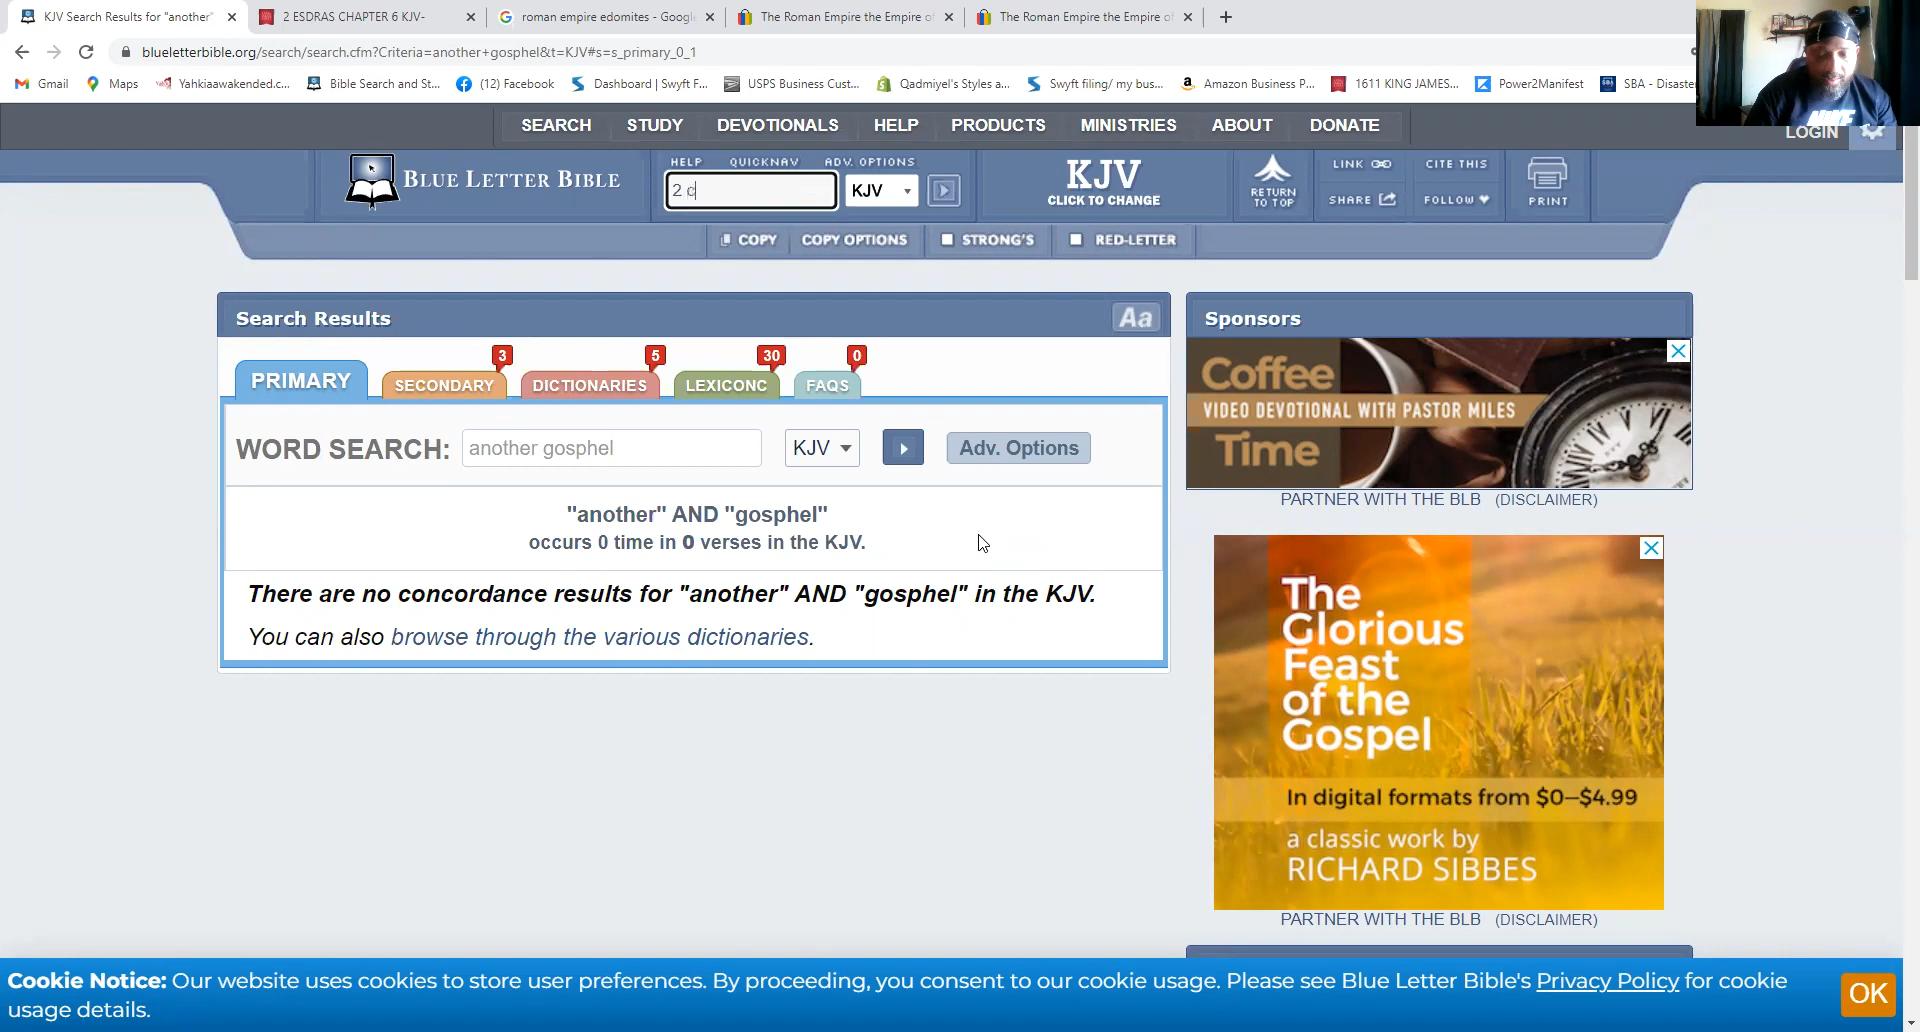 KJV Search Results for "another"
2 ESDRAS CHAPTER 6 KJV-
roman empire edomites - Google
The Roman Empire the Empire of
The Roman Empire the Empire of
blueletterbible.org/search/search.cfm?Criteria=another+gosphel&t=KJV#s=s_primary_0_1
Gmail
Maps
Yahkiaawakended.c...
Bible Search and St...
(12) Facebook
Dashboard | Swyft F...
USPS Business Cust...
Qadmiyel's Styles a...
Swyft filing/ my bus...
Amazon Business P...
1611 KING JAMES...
Power2Manifest
SBA - Disaster
NIKE
SEARCH
STUDY
DEVOTIONALS
HELP
PRODUCTS
MINISTRIES
ABOUT
DONATE
LOGIN
BLUE LETTER BIBLE
HELP
QUICKNAV
ADV. OPTIONS
2 c
KJV
KJV
CLICK TO CHANGE
RETURN
TO TOP
LINK
CITE THIS
SHARE
FOLLOW
PRINT
COPY
COPY OPTIONS
STRONG'S
RED-LETTER
Search Results
Aa
Sponsors
3
5
30
0
PRIMARY
SECONDARY
DICTIONARIES
LEXICONC
FAQS
WORD SEARCH:
another gosphel
KJV
Adv. Options
"another" AND "gosphel"
occurs 0 time in 0 verses in the KJV.
There are no concordance results for "another" AND "gosphel" in the KJV.
You can also browse through the various dictionaries.
Coffee
VIDEO DEVOTIONAL WITH PASTOR MILES
Time
PARTNER WITH THE BLB (DISCLAIMER)
The
Glorious
Feast
of the
Gospel
In digital formats from $0—$4.99
a classic work by
RICHARD SIBBES
PARTNER WITH THE BLB (DISCLAIMER)
Cookie Notice: Our website uses cookies to store user preferences. By proceeding, you consent to our cookie usage. Please see Blue Letter Bible's Privacy Policy for cookie
usage details.
OK